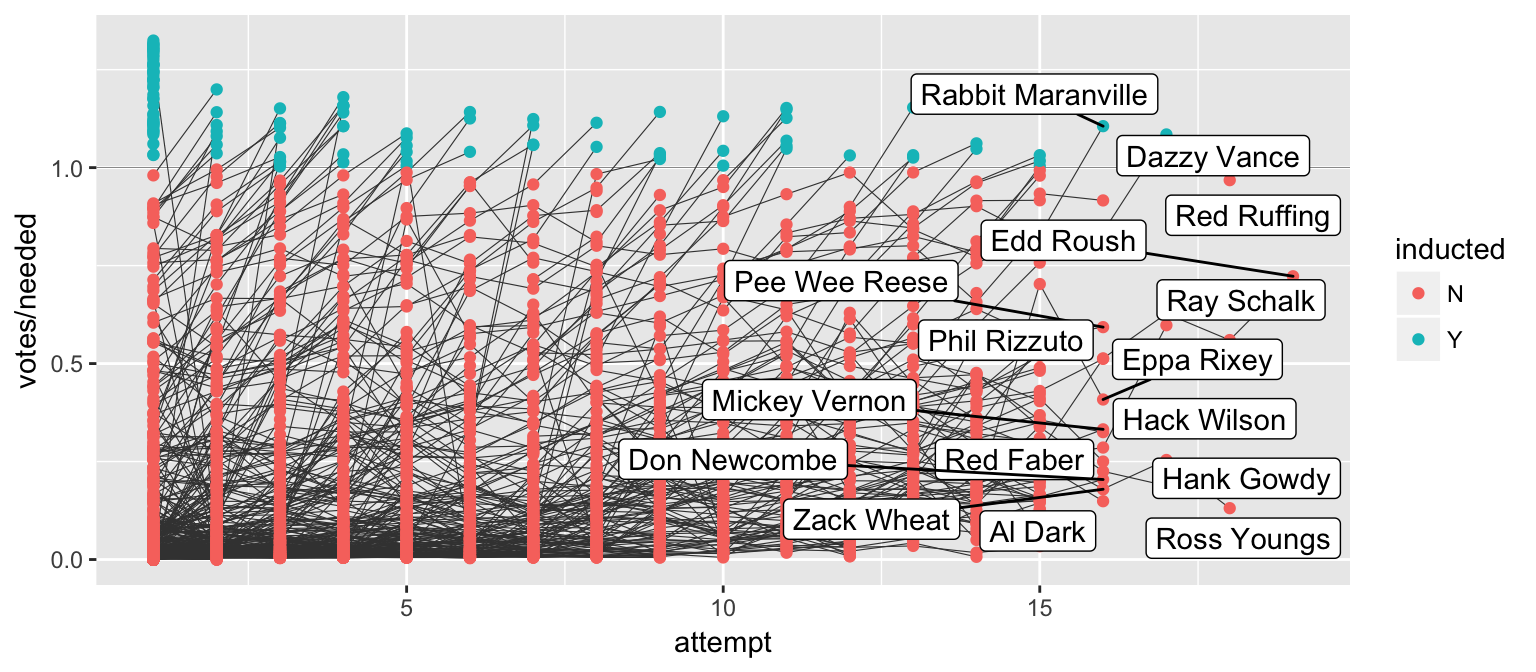 votes/needed
1.0
0.5
0.0
Rabbit Maranville
Dazzy Vance
Red Ruffing
Edd Roush
Pee Wee Reese
Ray Schalk
Phil Rizzuto
Eppa Rixey
Mickey Vernon
Hack Wilson
Don Newcombe
Red Faber
Hank Gowdy
Zack Wheat
Al Dark
Ross Youngs
5
10
15
attempt
inducted
N
Y